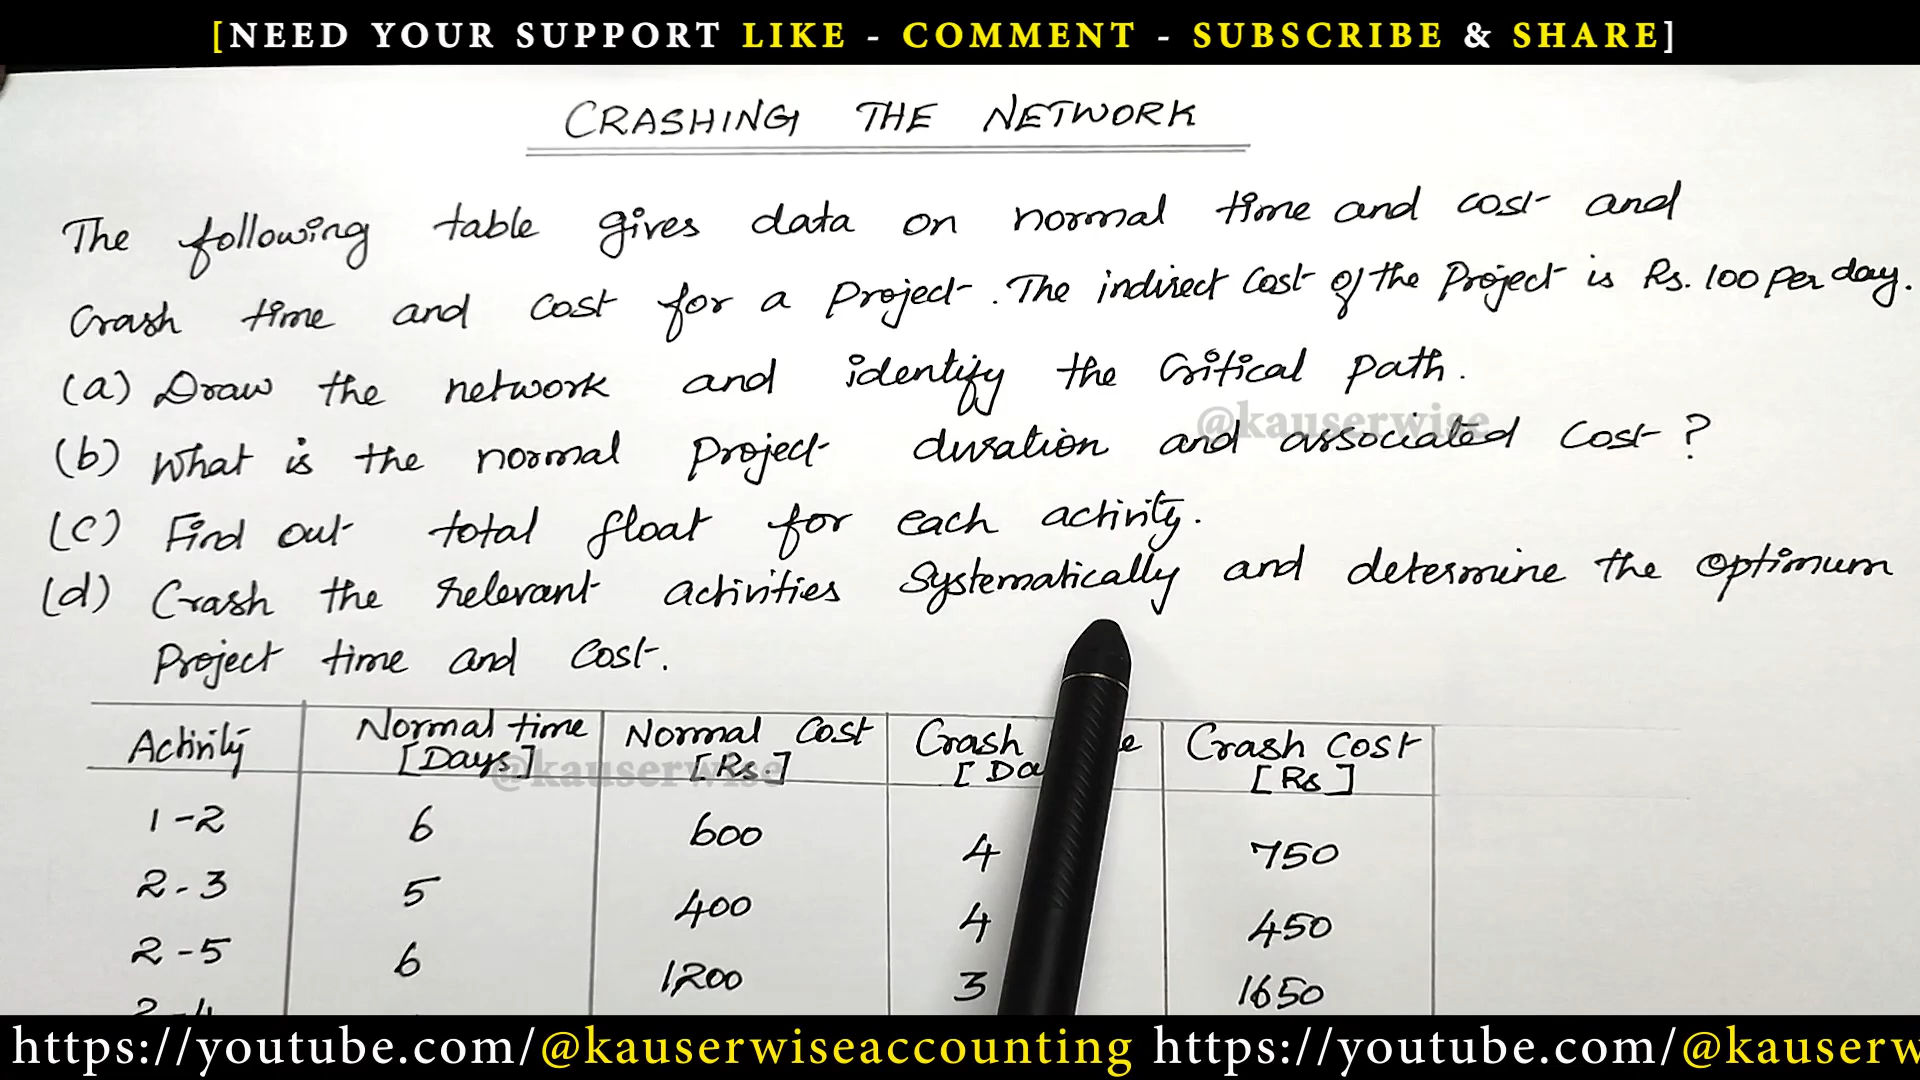 [NEED YOUR SUPPORT LIKE - COMMENT - SUBSCRIBE & SHARE]
CRASHING THE NETWORK
The following table gives data on normal time and cost and
Crash time and cost for a Project. The indirect cost of the Project is Rs. 100 per day.
(a) Draw the network and identify the Critical path.
@kauserwise
(b) What is the normal Project duration and associated cost?
(c) Find out total float for each activity.
(d) Crash the relevant activities Systematically and determine the optimum
Project time and cost.
Activity Normal time [Days] Normal Cost [Rs.] Crash Crash Cost [Rs]
@kauserwise
1-2 6 600 4 750
2-3 5 400 4 450
2-5 6 1200 3 1650
https://youtube.com/@kauserwiseaccounting https://youtube.com/@kauserw